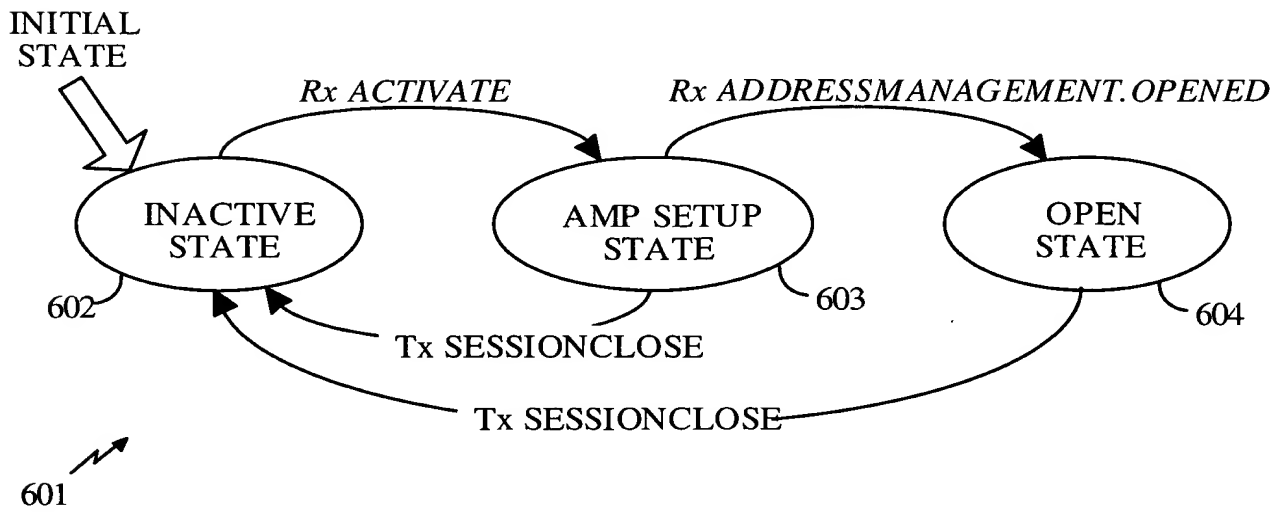 INITIAL
STATE
Rx ACTIVATE
Rx ADDRESSMANAGEMENT.OPENED
INACTIVE
STATE
AMP SETUP
STATE
OPEN
STATE
602
603
604
Tx SESSIONCLOSE
Tx SESSIONCLOSE
601